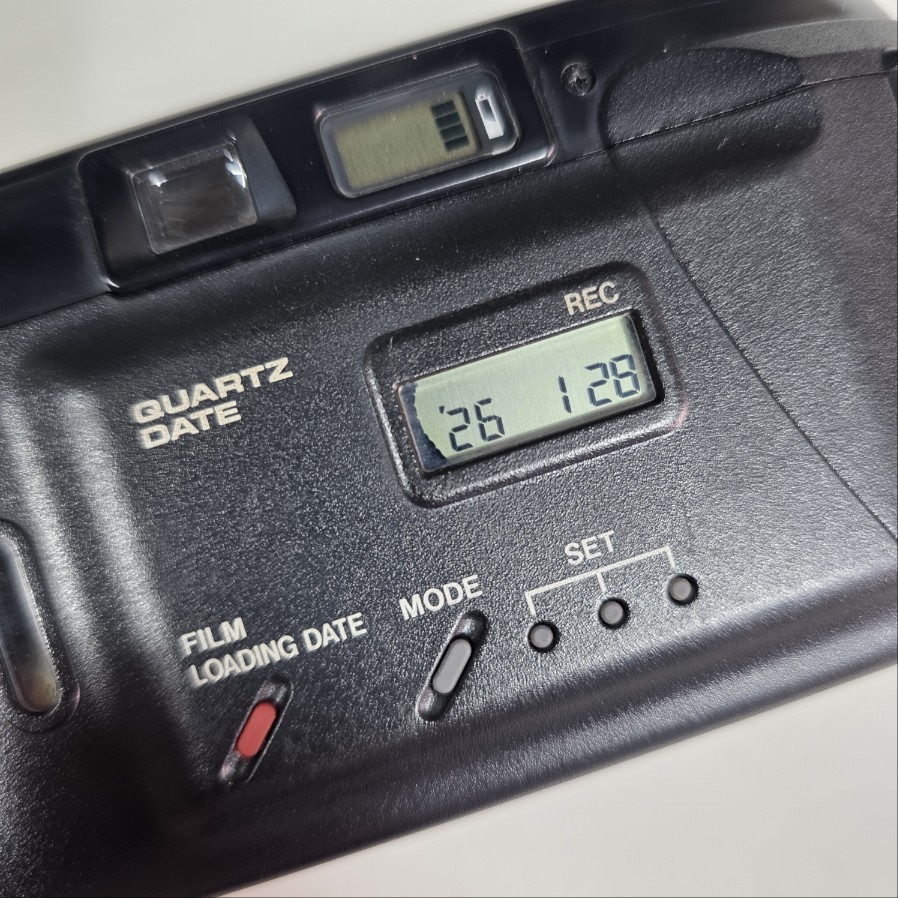 REC
'26 1 28
QUARTZ
DATE
SET
MODE
FILM
LOADING DATE